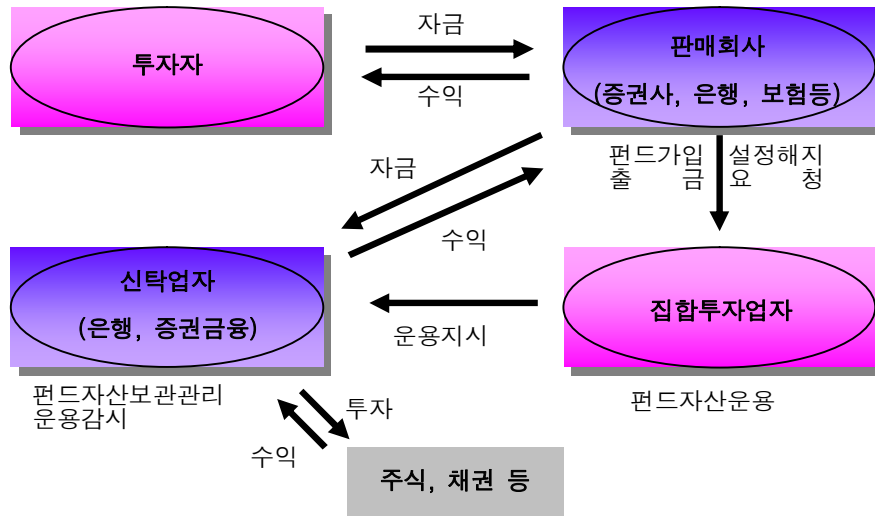 투자자
자금
수익
판매회사
(증권사, 은행, 보험등)
자금
수익
펀드가입 설정해지
출 금 요 청
신탁업자
(은행, 증권금융)
운용지시
집합투자업자
펀드자산보관관리
운용감시
펀드자산운용
투자
수익
주식, 채권 등